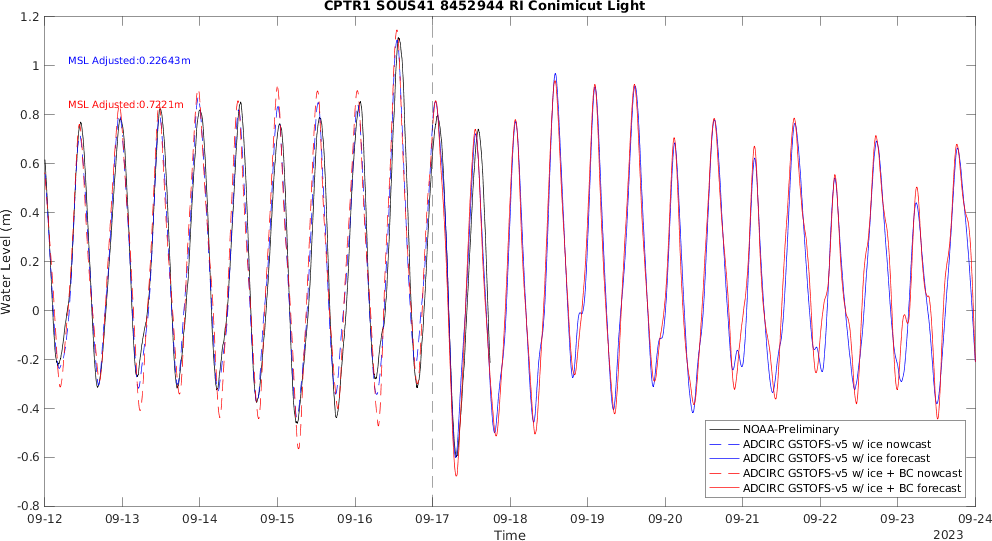 CPTR1 SOUS41 8452944 RI Conimicut Light
1.2
1
0.8
0.6
0.4
0.2
0
-0.2
-0.4
-0.6
-0.8
Water Level (m)
MSL Adjusted:0.22643m
MSL Adjusted:0.7221m
NOAA-Preliminary
ADCIRC GSTOFS-v5 w/ ice nowcast
ADCIRC GSTOFS-v5 w/ ice forecast
ADCIRC GSTOFS-v5 w/ ice + BC nowcast
ADCIRC GSTOFS-v5 w/ ice + BC forecast
09-12 09-13 09-14 09-15 09-16 09-17 09-18 09-19 09-20 09-21 09-22 09-23 09-24
Time
2023